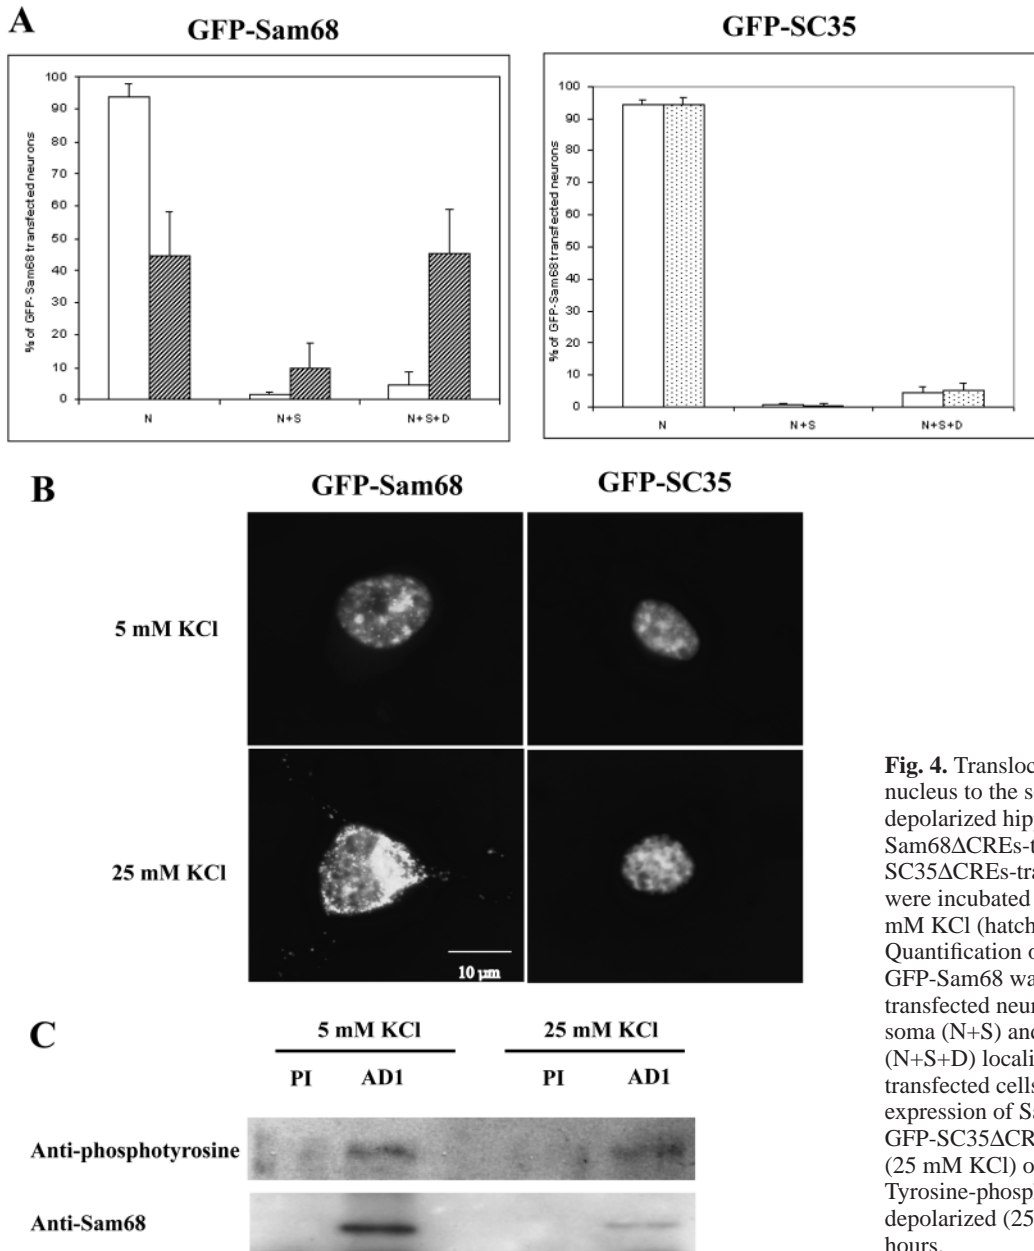 A
GFP-Sam68
GFP-SC35
% of GFP-Sam68 transfected neurons
100
90
80
70
60
50
40
30
20
10
0
N
N+S
N+S+D
% of GFP-Sam68 transfected neurons
100
90
80
70
60
50
40
30
20
10
0
N
N+S
N+S+D
B
GFP-Sam68
GFP-SC35
5 mM KCl
25 mM KCl
10 µm
Fig. 4. Transloc
nucleus to the s
depolarized hip
Sam68ΔCREs-t
SC35ΔCREs-tra
were incubated
mM KCl (hatch
Quantification o
GFP-Sam68 wa
transfected neur
soma (N+S) and
(N+S+D) locali
transfected cells
expression of Sa
GFP-SC35ΔCR
(25 mM KCl) o
Tyrosine-phosp
depolarized (25
hours.
C
5 mM KCl
25 mM KCl
PI
AD1
PI
AD1
Anti-phosphotyrosine
Anti-Sam68